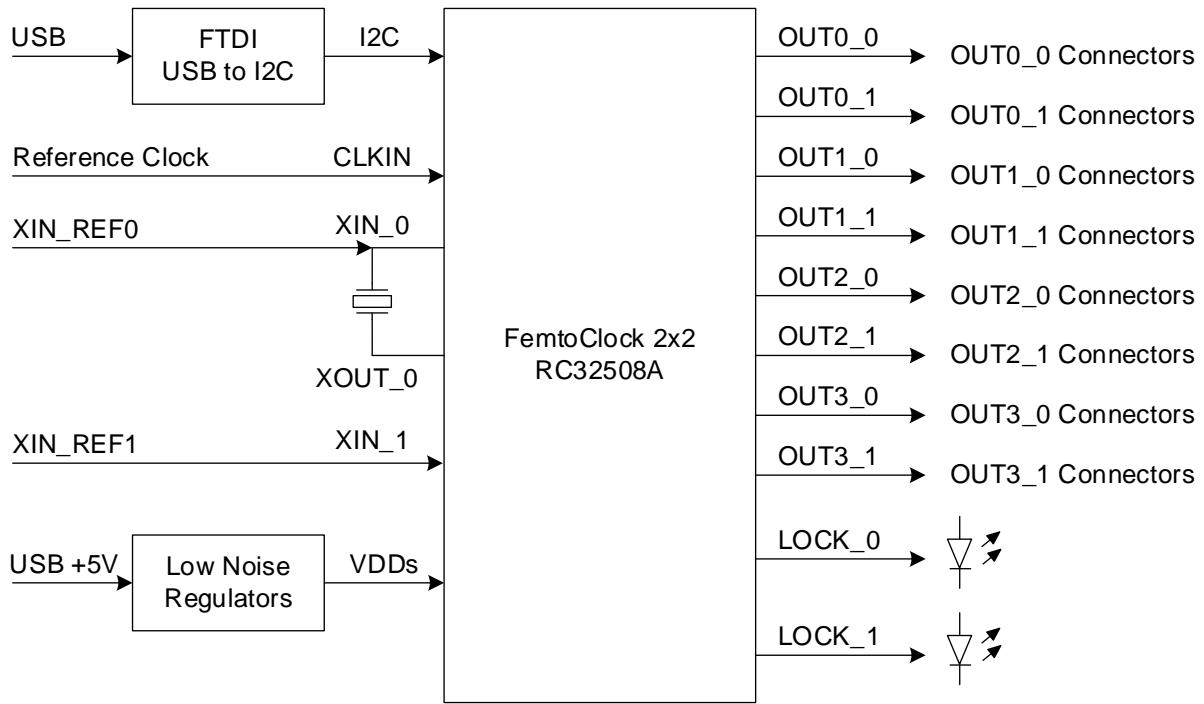 USB
FTDI
USB to I2C
I2C
Reference Clock
CLKIN
XIN_REF0
XIN_0
XOUT_0
XIN_REF1
XIN_1
USB +5V
Low Noise
Regulators
VDDs
FemtoClock 2x2
RC32508A
OUT0_0
OUT0_0 Connectors
OUT0_1
OUT0_1 Connectors
OUT1_0
OUT1_0 Connectors
OUT1_1
OUT1_1 Connectors
OUT2_0
OUT2_0 Connectors
OUT2_1
OUT2_1 Connectors
OUT3_0
OUT3_0 Connectors
OUT3_1
OUT3_1 Connectors
LOCK_0
LOCK_1